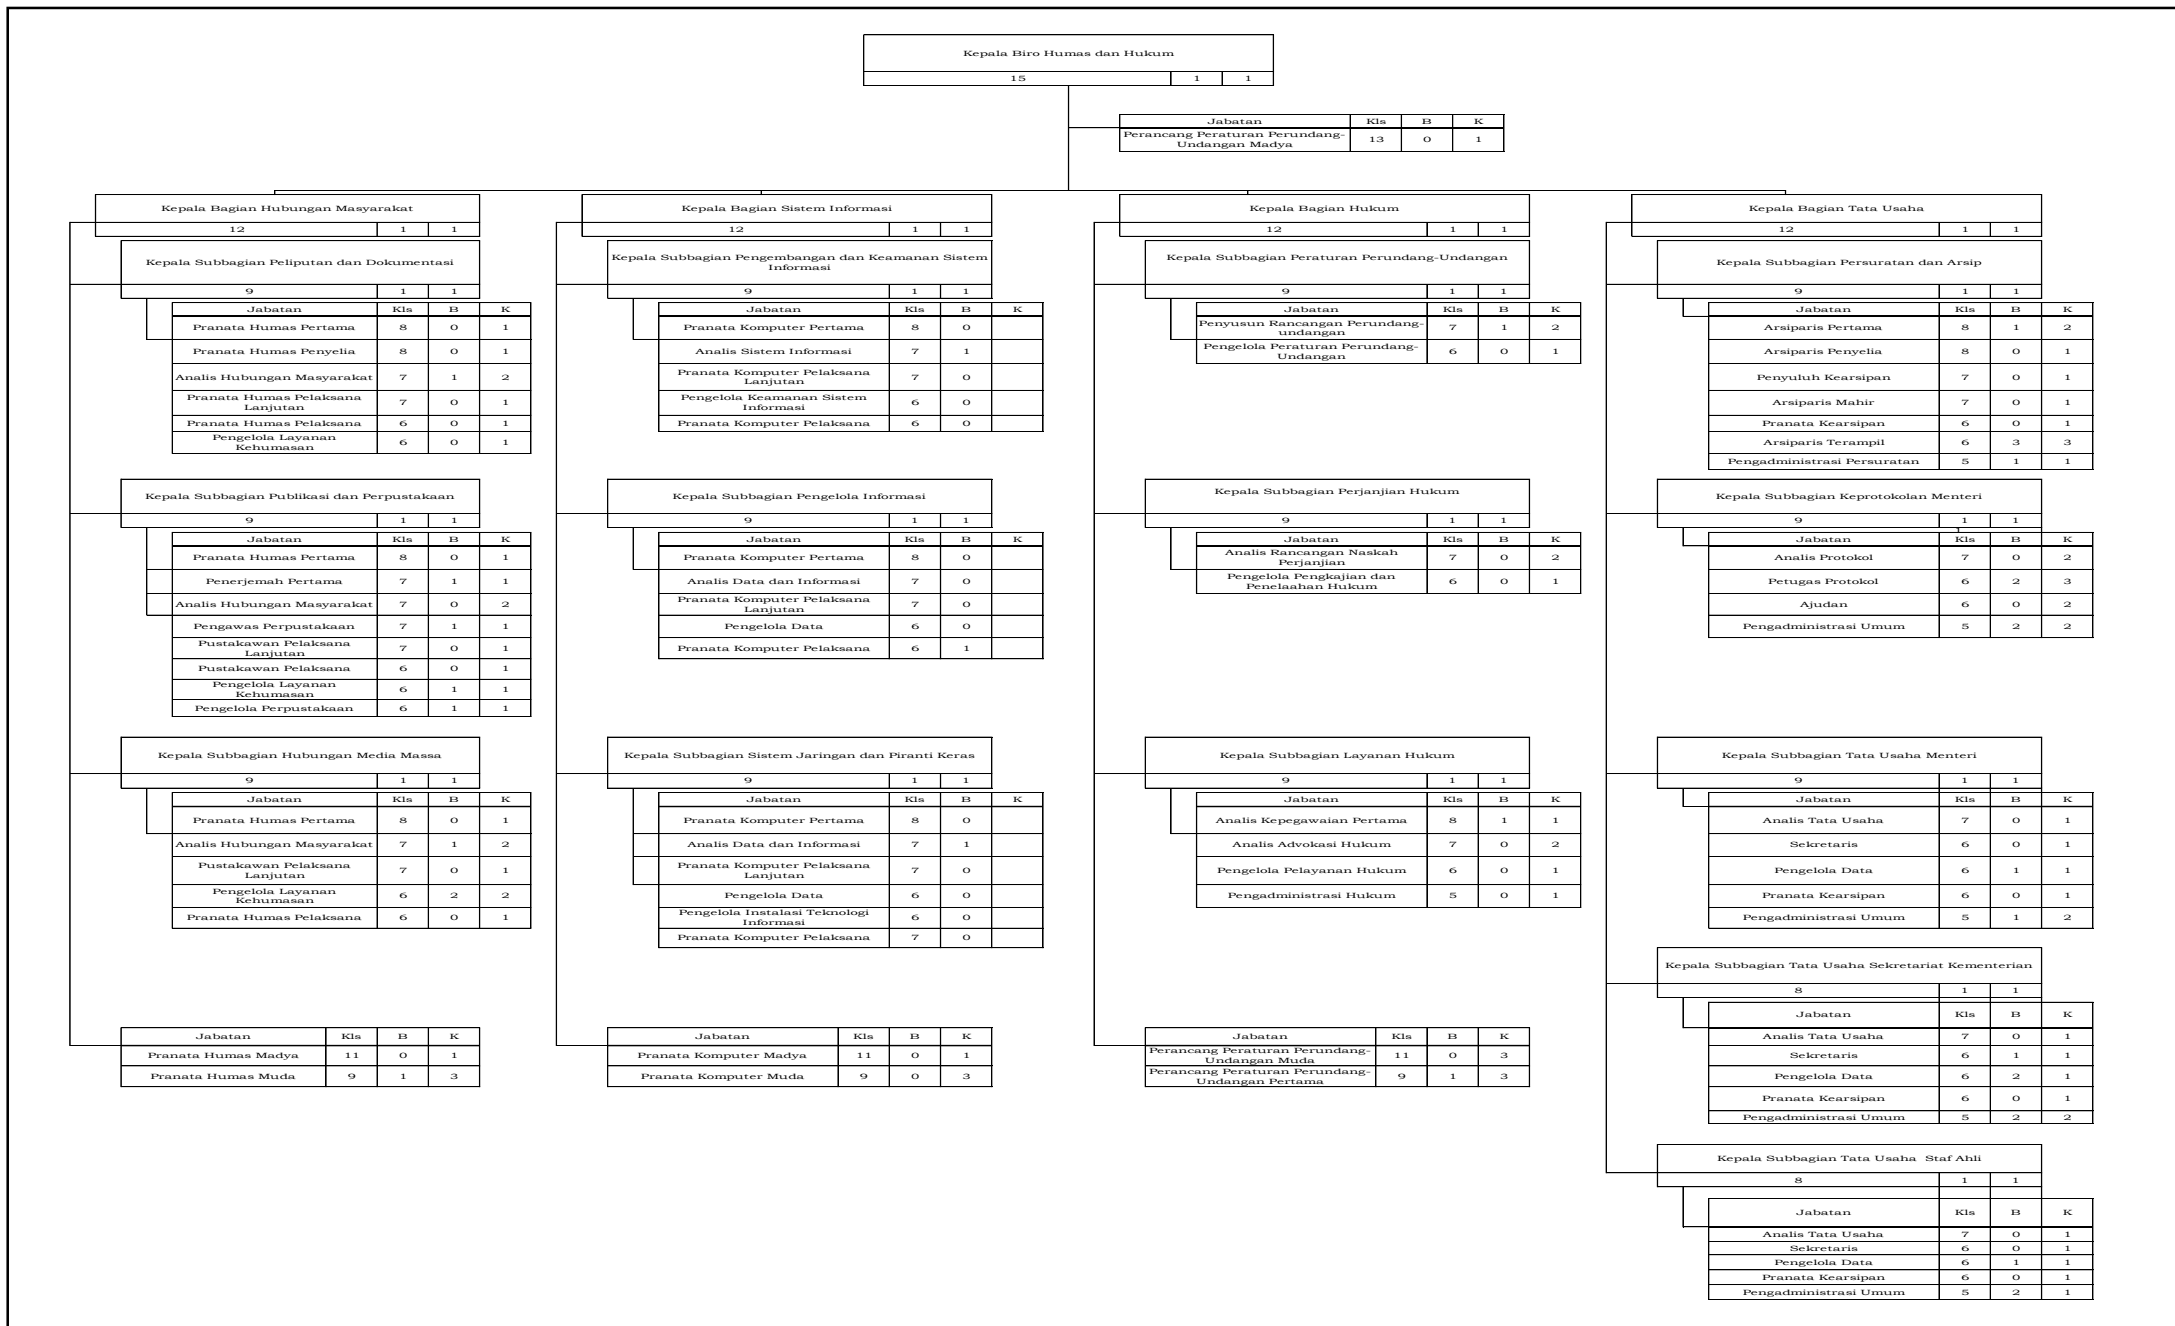 Kepala Biro Humas dan Hukum
15 1 1
Jabatan Kls B K
Perancang Peraturan Perundang-
Undangan Madya 13 0 1
Kepala Bagian Hubungan Masyarakat
12 1 1
Kepala Subbagian Peliputan dan Dokumentasi
9 1 1
Jabatan Kls B K
Pranata Humas Pertama 8 0 1
Pranata Humas Penyelia 8 0 1
Analis Hubungan Masyarakat 7 1 2
Pranata Humas Pelaksana
Lanjutan 7 0 1
Pranata Humas Pelaksana 6 0 1
Pengelola Layanan
Kehumasan 6 0 1
Kepala Subbagian Publikasi dan Perpustakaan
9 1 1
Jabatan Kls B K
Pranata Humas Pertama 8 0 1
Penerjemah Pertama 7 1 1
Analis Hubungan Masyarakat 7 0 2
Pengawas Perpustakaan 7 1 1
Pustakawan Pelaksana
Lanjutan 7 0 1
Pustakawan Pelaksana 6 0 1
Pengelola Layanan
Kehumasan 6 1 1
Pengelola Perpustakaan 6 1 1
Kepala Subbagian Hubungan Media Massa
9 1 1
Jabatan Kls B K
Pranata Humas Pertama 8 0 1
Analis Hubungan Masyarakat 7 1 2
Pustakawan Pelaksana
Lanjutan 7 0 1
Pengelola Layanan
Kehumasan 6 2 2
Pranata Humas Pelaksana 6 0 1
Jabatan Kls B K
Pranata Humas Madya 11 0 1
Pranata Humas Muda 9 1 3
Kepala Bagian Sistem Informasi
12 1 1
Kepala Subbagian Pengembangan dan Keamanan Sistem
Informasi
9 1 1
Jabatan Kls B K
Pranata Komputer Pertama 8 0
Analis Sistem Informasi 7 1
Pranata Komputer Pelaksana
Lanjutan 7 0
Pengelola Keamanan Sistem
Informasi 6 0
Pranata Komputer Pelaksana 6 0
Kepala Subbagian Pengelola Informasi
9 1 1
Jabatan Kls B K
Pranata Komputer Pertama 8 0
Analis Data dan Informasi 7 0
Pranata Komputer Pelaksana
Lanjutan 7 0
Pengelola Data 6 0
Pranata Komputer Pelaksana 6 1
Kepala Subbagian Sistem Jaringan dan Piranti Keras
9 1 1
Jabatan Kls B K
Pranata Komputer Pertama 8 0
Analis Data dan Informasi 7 1
Pranata Komputer Pelaksana
Lanjutan 7 0
Pengelola Data 6 0
Pengelola Instalasi Teknologi
Informasi 6 0
Pranata Komputer Pelaksana 7 0
Jabatan Kls B K
Pranata Komputer Madya 11 0 1
Pranata Komputer Muda 9 0 3
Kepala Bagian Hukum
12 1 1
Kepala Subbagian Peraturan Perundang-Undangan
9 1 1
Jabatan Kls B K
Penyusun Rancangan Perundang-
undangan 7 1 2
Pengelola Peraturan Perundang-
Undangan 6 0 1
Kepala Subbagian Perjanjian Hukum
9 1 1
Jabatan Kls B K
Analis Rancangan Naskah
Perjanjian 7 0 2
Pengelola Pengkajian dan
Penelaahan Hukum 6 0 1
Kepala Subbagian Layanan Hukum
9 1 1
Jabatan Kls B K
Analis Kepegawaian Pertama 8 1 1
Analis Advokasi Hukum 7 0 2
Pengelola Pelayanan Hukum 6 0 1
Pengadministrasi Hukum 5 0 1
Jabatan Kls B K
Perancang Peraturan Perundang-
Undangan Muda 11 0 3
Perancang Peraturan Perundang-
Undangan Pertama 9 1 3
Kepala Bagian Tata Usaha
12 1 1
Kepala Subbagian Persuratan dan Arsip
9 1 1
Jabatan Kls B K
Arsiparis Pertama 8 1 2
Arsiparis Penyelia 8 0 1
Penyuluh Kearsipan 7 0 1
Arsiparis Mahir 7 0 1
Pranata Kearsipan 6 0 1
Arsiparis Terampil 6 3 3
Pengadministrasi Persuratan 5 1 1
Kepala Subbagian Keprotokolan Menteri
9 1 1
1
Jabatan Kls B K
Analis Protokol 7 0 2
Petugas Protokol 6 2 3
Ajudan 6 0 2
Pengadministrasi Umum 5 2 2
Kepala Subbagian Tata Usaha Menteri
9 1 1
Jabatan Kls B K
Analis Tata Usaha 7 0 1
Sekretaris 6 0 1
Pengelola Data 6 1 1
Pranata Kearsipan 6 0 1
Pengadministrasi Umum 5 1 2
Kepala Subbagian Tata Usaha Sekretariat Kementerian
8 1 1
Jabatan Kls B K
Analis Tata Usaha 7 0 1
Sekretaris 6 1 1
Pengelola Data 6 2 1
Pranata Kearsipan 6 0 1
Pengadministrasi Umum 5 2 2
Kepala Subbagian Tata Usaha Staf Ahli
8 1 1
Jabatan Kls B K
Analis Tata Usaha 7 0 1
Sekretaris 6 0 1
Pengelola Data 6 1 1
Pranata Kearsipan 6 0 1
Pengadministrasi Umum 5 2 1